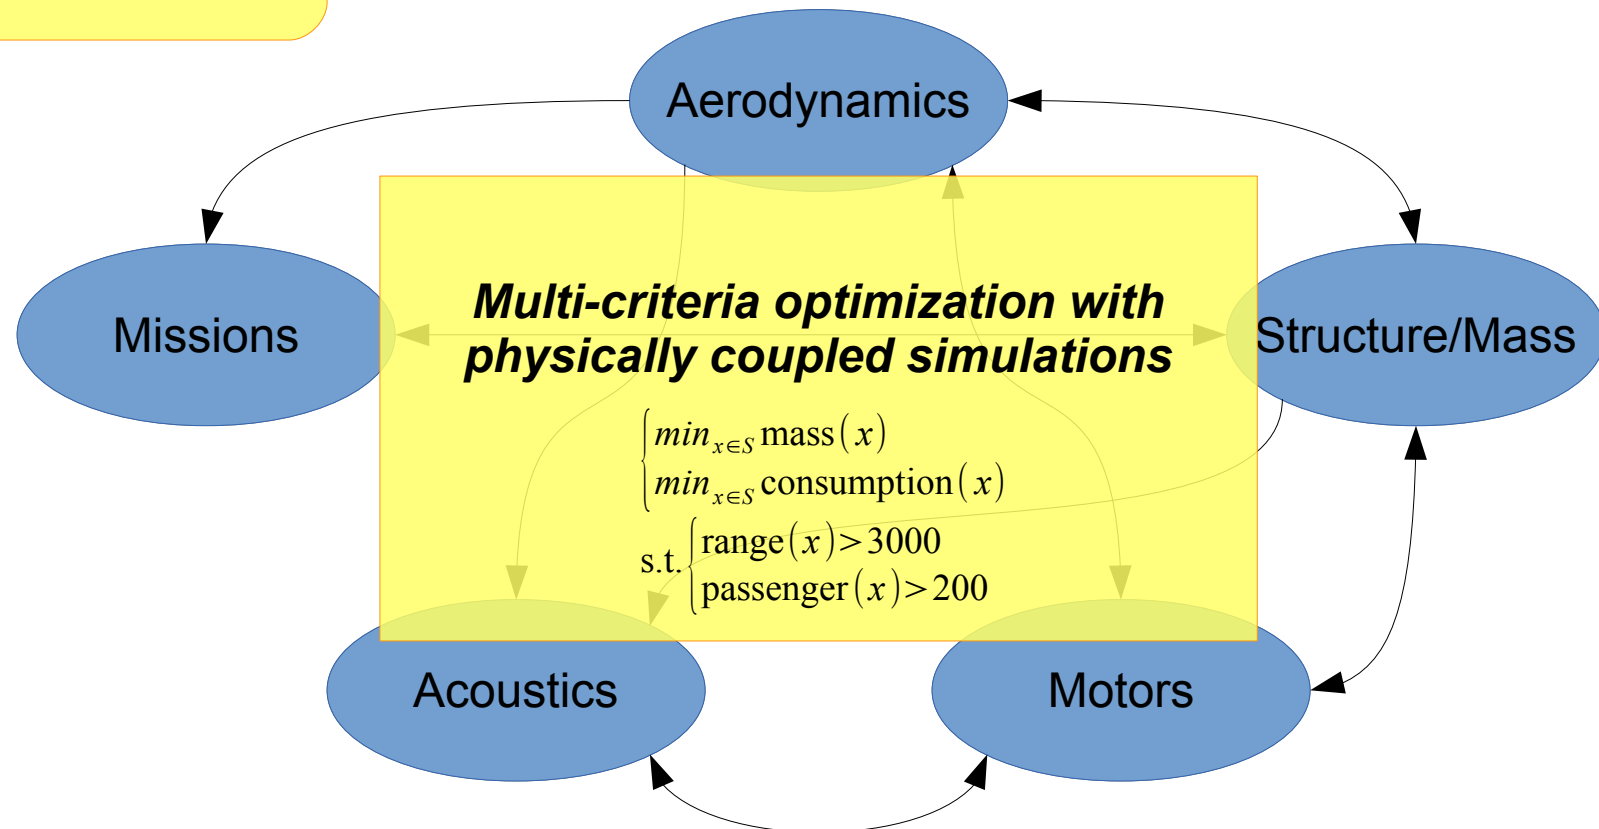 Aerodynamics
Missions
Structure/Mass
Multi-criteria optimization with
physically coupled simulations
min_{x∈S} mass(x)
min_{x∈S} consumption(x)
s.t. { range(x)>3000
passenger(x)>200
Acoustics
Motors